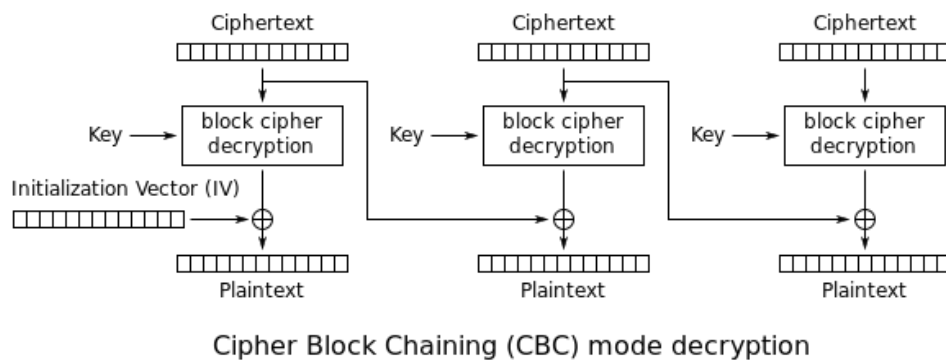 Ciphertext Ciphertext Ciphertext
Key block cipher decryption Key block cipher decryption Key block cipher decryption
Initialization Vector (IV)
Plaintext Plaintext Plaintext
Cipher Block Chaining (CBC) mode decryption